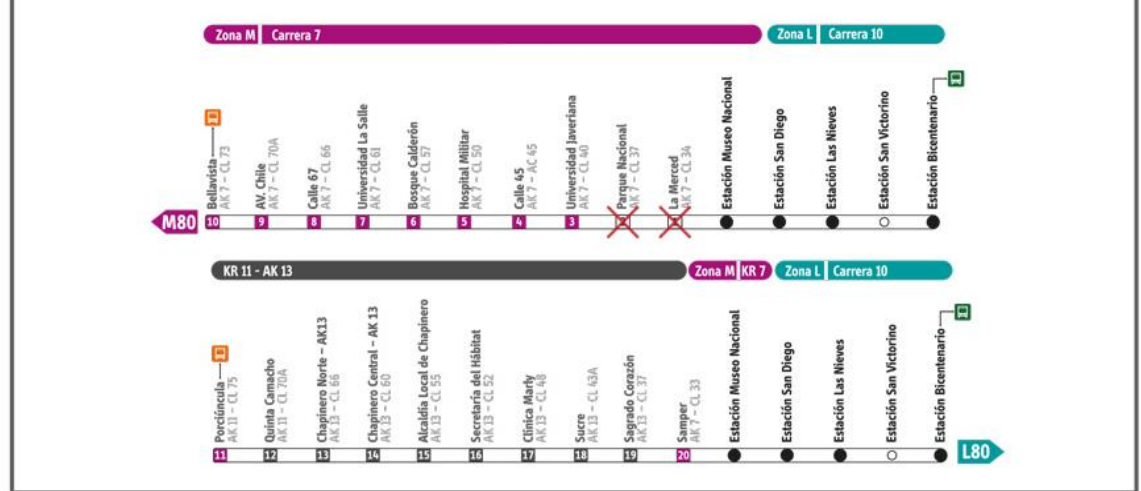 Zona M Carrera 7
Zona L Carrera 10
Bellavista
AK 7 – CL 73
AV. Chile
AK 7 – CL 70A
Calle 67
AK 7 – CL 66
Universidad La Salle
AK 7 – CL 61
Bosque Calderón
AK 7 – CL 57
Hospital Militar
AK 7 – CL 50
Calle 45
AK 7 – AC 45
Universidad Javeriana
AK 7 – CL 40
Parque Nacional
AK 7 – CL 37
La Merced
AK 7 – CL 34
Estación Museo Nacional
Estación San Diego
Estación Las Nieves
Estación San Victorino
Estación Bicentenario
M80
10
9
8
7
6
5
4
3
KR 11 - AK 13
Zona M KR 7
Zona L Carrera 10
Porciúncula
AK 11 – CL 75
Quinta Camacho
AK 11 – CL 70A
Chapinero Norte – AK13
AK 13 – CL 66
Chapinero Central – AK 13
AK 13 – CL 60
Alcaldía Local de Chapinero
AK 13 – CL 55
Secretaría del Hábitat
AK 13 – CL 52
Clínica Marly
AK 13 – CL 48
Sucre
AK 13 – CL 43A
Sagrado Corazón
AK 13 – CL 37
Samper
AK 7 – CL 33
Estación Museo Nacional
Estación San Diego
Estación Las Nieves
Estación San Victorino
Estación Bicentenario
11
12
13
14
15
16
17
18
19
20
L80